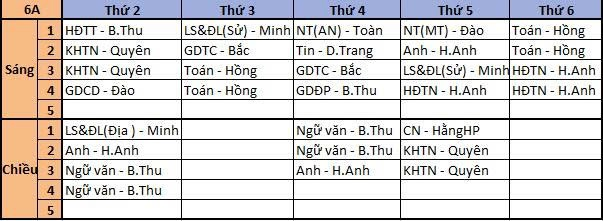 6A Thứ 2 Thứ 3 Thứ 4 Thứ 5 Thứ 6
Sáng
1 HĐTT - B.Thu LS&ĐL(Sử) - Minh NT(AN) - Toàn NT(MT) - Đào Toán - Hồng
2 KHTN - Quyên GDTC - Bắc Tin - D.Trang Anh - H.Anh Toán - Hồng
3 KHTN - Quyên Toán - Hồng GDTC - Bắc LS&ĐL(Sử) - Minh HĐTN - H.Anh
4 GDCD - Đào Toán - Hồng GDĐP - B.Thu HĐTN - H.Anh HĐTN - H.Anh
5
Chiều
1 LS&ĐL(Địa ) - Minh Ngữ văn - B.Thu CN - HằngHP
2 Anh - H.Anh Ngữ văn - B.Thu KHTN - Quyên
3 Ngữ văn - B.Thu Anh - H.Anh KHTN - Quyên
4 Ngữ văn - B.Thu
5